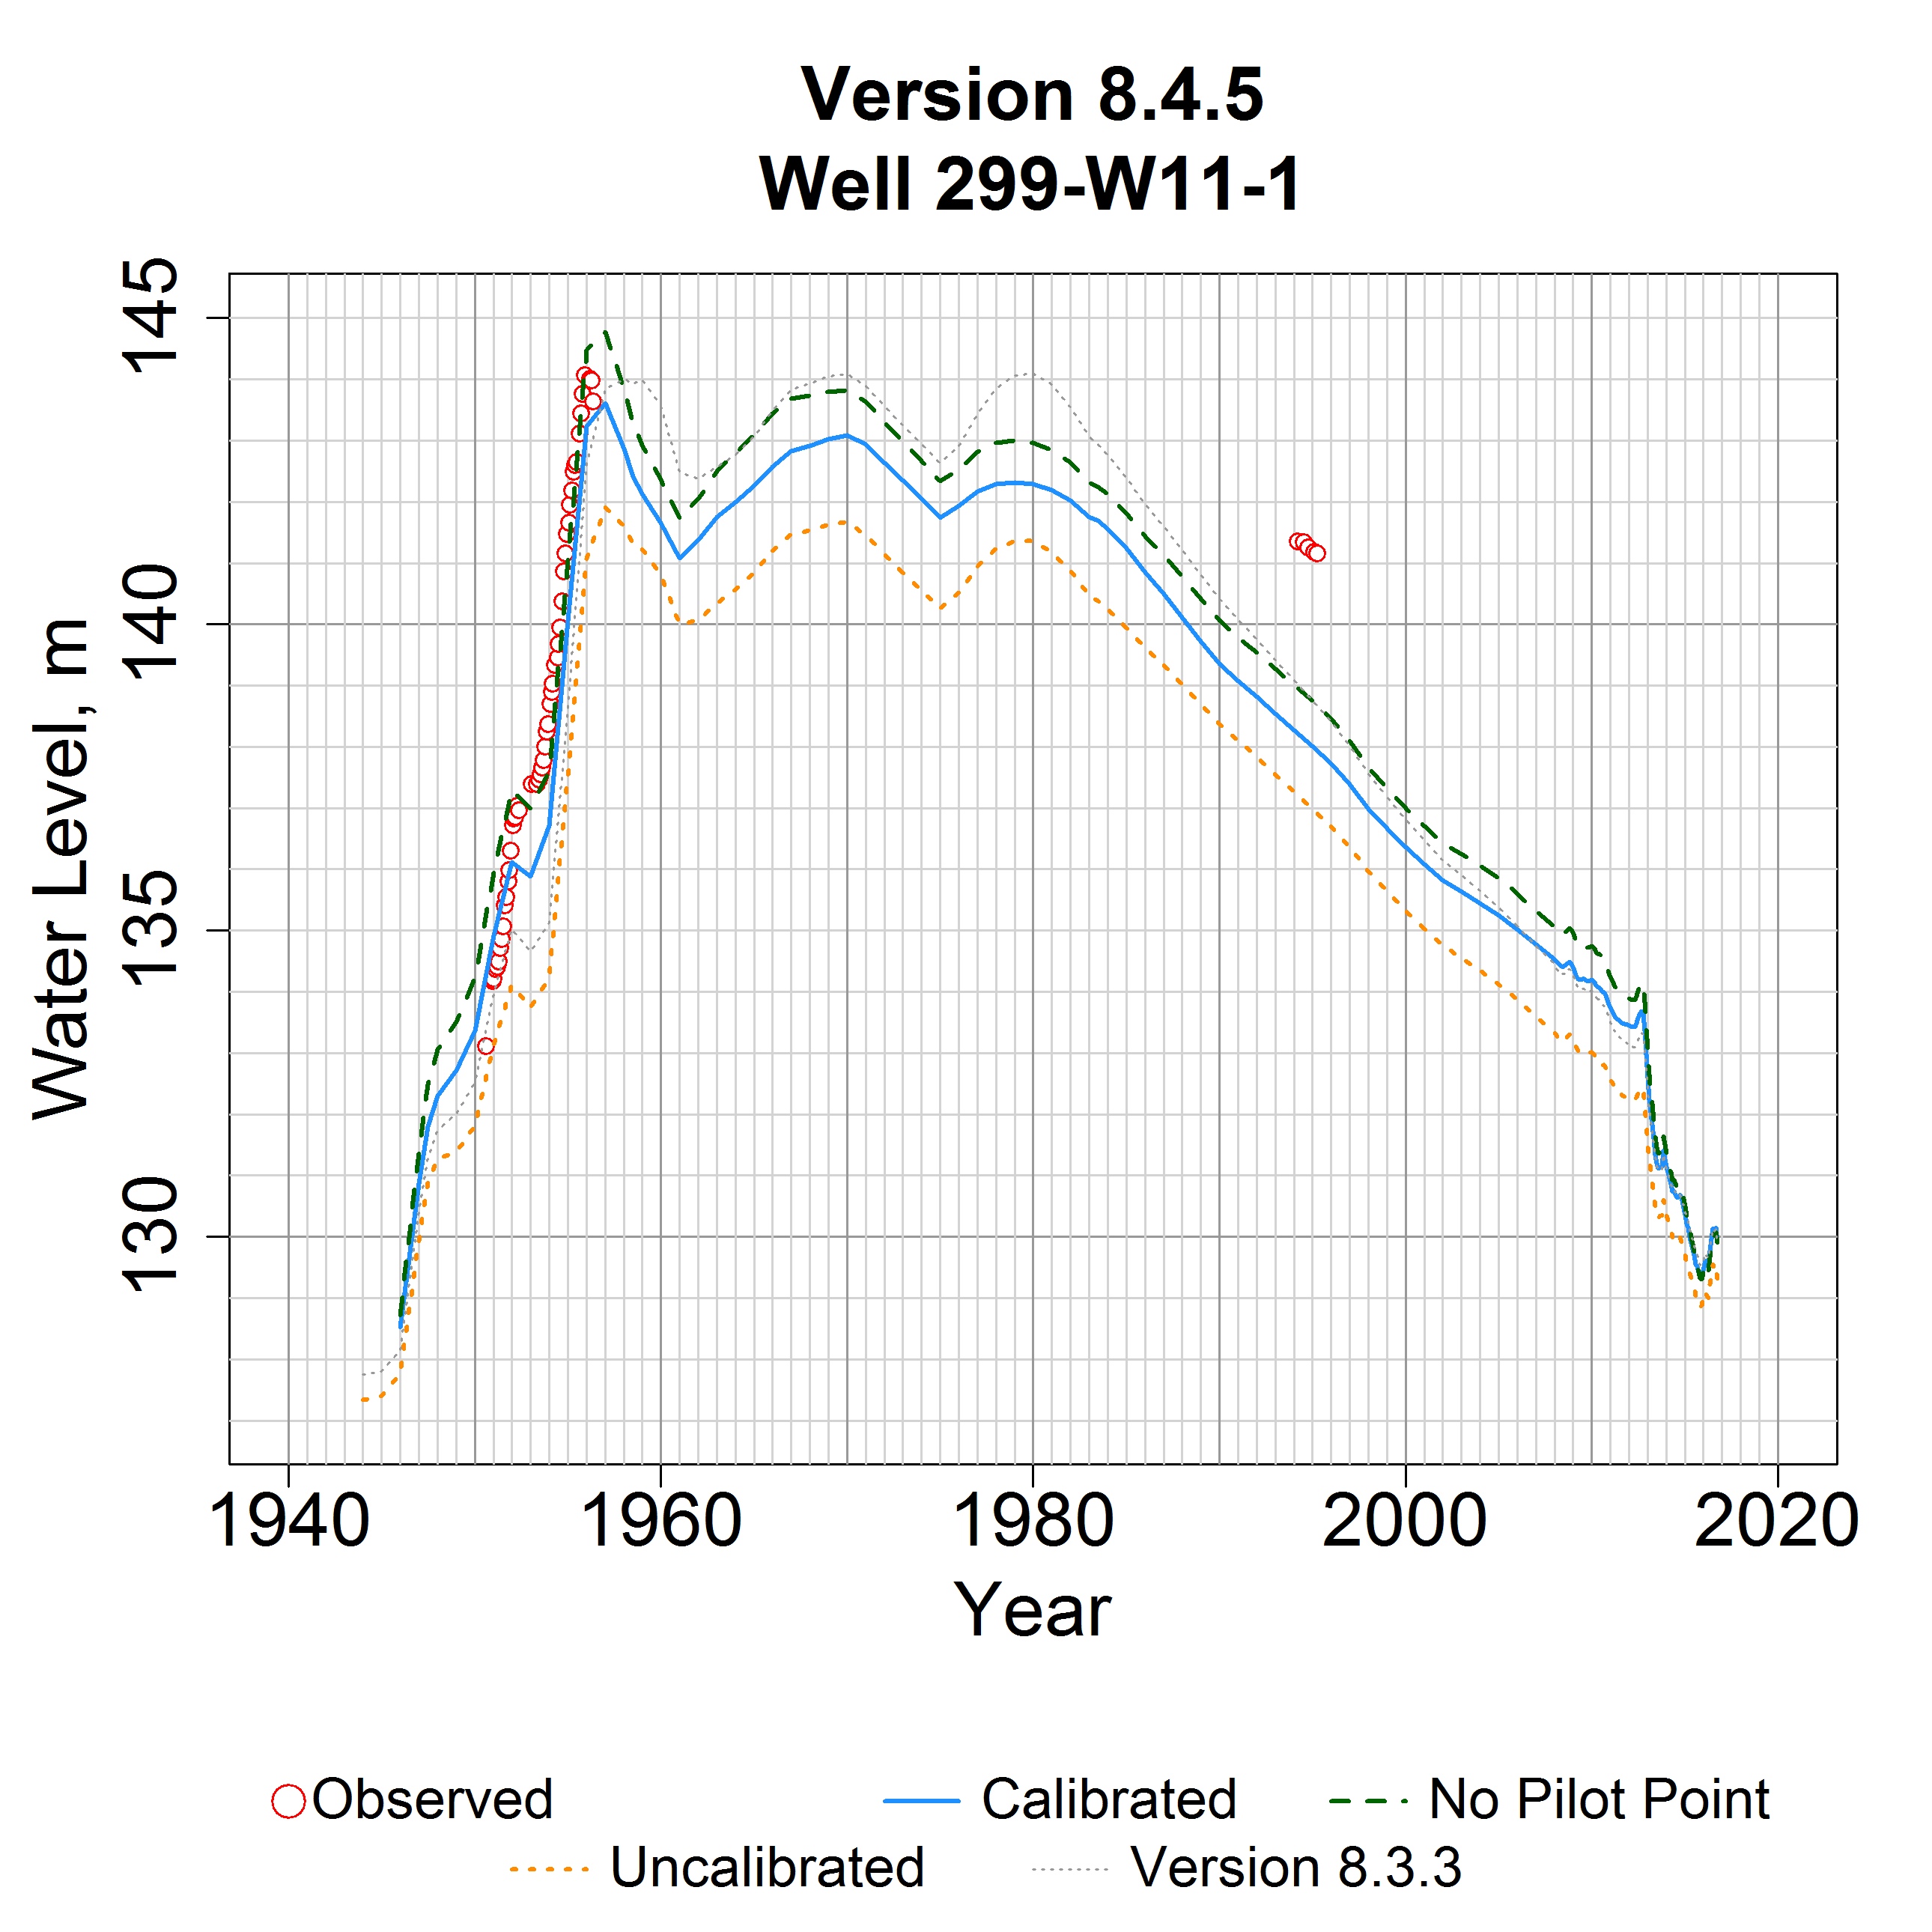 Version 8.4.5
Well 299-W11-1
Water Level, m
145
140
135
130
1940 1960 1980 2000 2020
Year
Observed Calibrated No Pilot Point
Uncalibrated Version 8.3.3